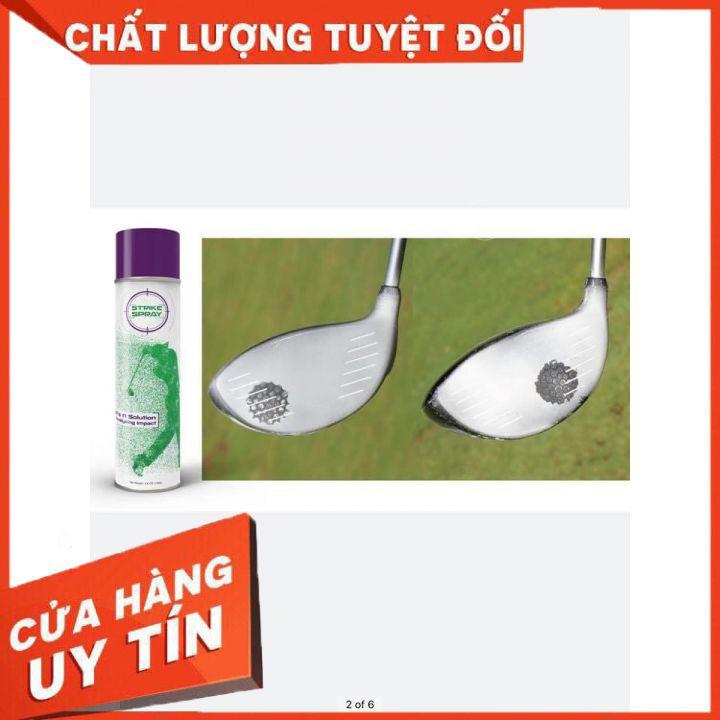 CHẤT LƯỢNG TUYỆT ĐỐI
STRIKE
SPRAY
Solution
Impact
CỬA HÀNG
UY TÍN
2 of 6